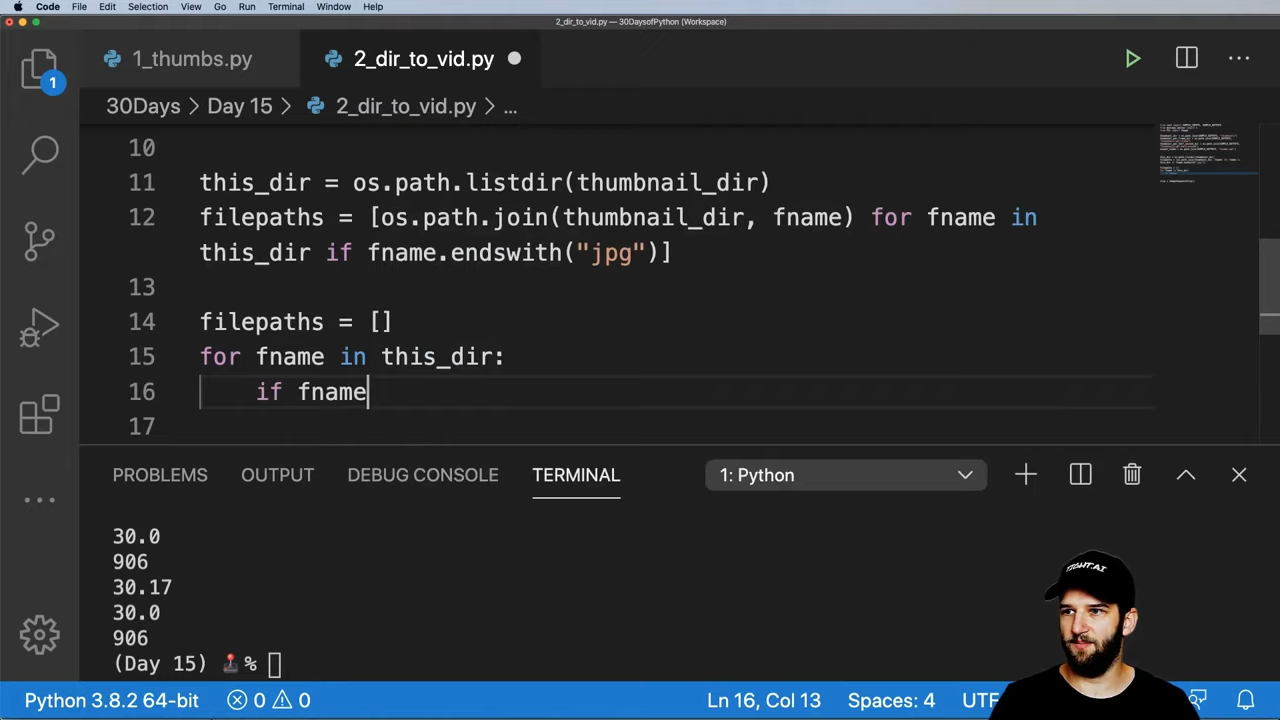 Code File Edit Selection View Go Run Terminal Window Help
2_dir_to_vid.py — 30DaysofPython (Workspace)
1_thumbs.py 2_dir_to_vid.py
30Days > Day 15 > 2_dir_to_vid.py > ...
1
10
11 this_dir = os.path.listdir(thumbnail_dir)
12 filepaths = [os.path.join(thumbnail_dir, fname) for fname in
this_dir if fname.endswith("jpg")]
13
14 filepaths = []
15 for fname in this_dir:
16 if fname
17
PROBLEMS OUTPUT DEBUG CONSOLE TERMINAL 1: Python
30.0
906
30.17
30.0
906
(Day 15) %
TIGHT.AI
Python 3.8.2 64-bit 0 0 Ln 16, Col 13 Spaces: 4 UTF